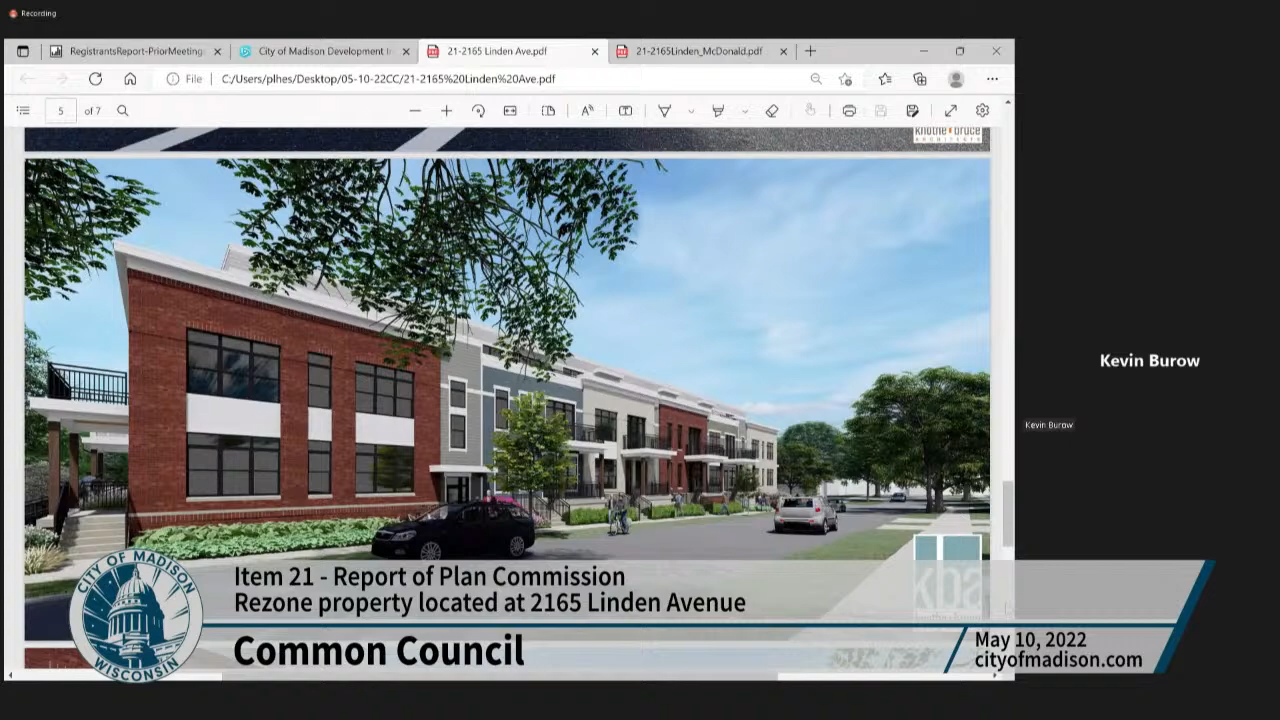 Recording
RegistrantsReport-PriorMeeting
City of Madison Development I
21-2165 Linden Ave.pdf
21-2165Linden_McDonald.pdf
File
C:/Users/plhes/Desktop/05-10-22CC/21-2165%20Linden%20Ave.pdf
5 of 7
knothe bruce
ARCHITECTS
Kevin Burow
Kevin Burow
kba
CITY OF MADISON
WISCONSIN
Item 21 - Report of Plan Commission
Rezone property located at 2165 Linden Avenue
Common Council
May 10, 2022
cityofmadison.com